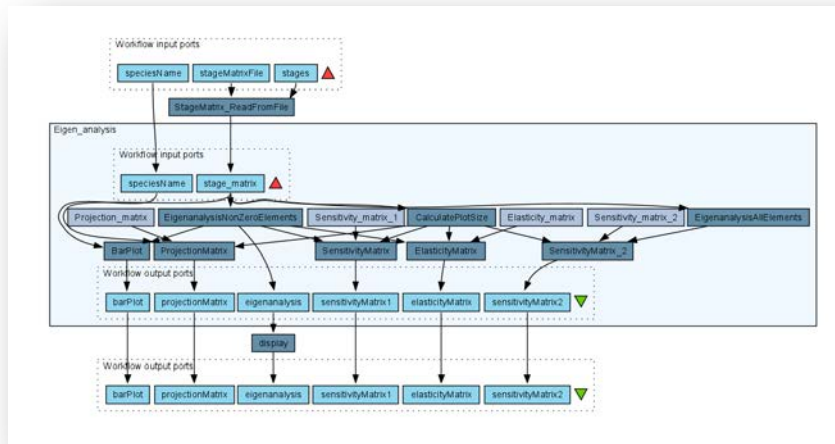 Workflow input ports
speciesName stageMatrixFile stages
StageMatrix_ReadFromFile
Eigen_analysis
Workflow input ports
speciesName stage_matrix
Projection_matrix EigenanalysisNonZeroElements Sensitivity_matrix_1 CalculatePlotSize Elasticity_matrix Sensitivity_matrix_2 EigenanalysisAllElements
BarPlot ProjectionMatrix SensitivityMatrix ElasticityMatrix SensitivityMatrix_2
Workflow output ports
barPlot projectionMatrix eigenanalysis sensitivityMatrix1 elasticityMatrix sensitivityMatrix2
display
Workflow output ports
barPlot projectionMatrix eigenanalysis sensitivityMatrix1 elasticityMatrix sensitivityMatrix2